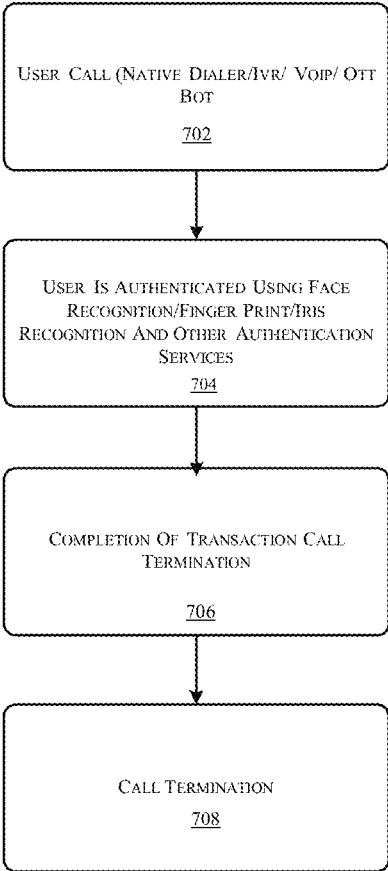 USER CALL (NATIVE DIALER/IVR/ VOIP/ OTT
BOT
702
USER IS AUTHENTICATED USING FACE
RECOGNITION/FINGER PRINT/IRIS
RECOGNITION AND OTHER AUTHENTICATION
SERVICES
704
COMPLETION OF TRANSACTION CALL
TERMINATION
706
CALL TERMINATION
708